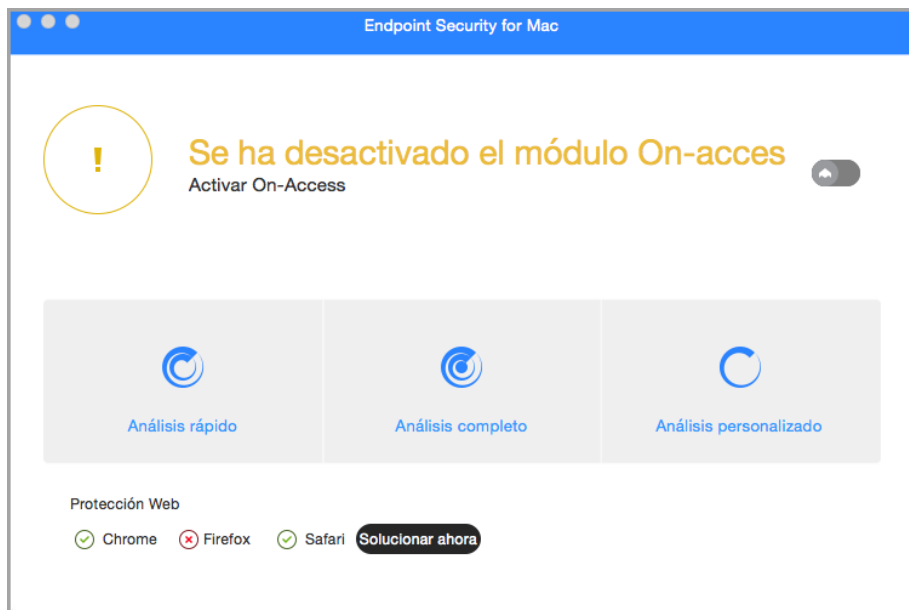 Endpoint Security for Mac
Se ha desactivado el módulo On-acces
Activar On-Access
Análisis rápido
Análisis completo
Análisis personalizado
Protección Web
Chrome Firefox Safari Solucionar ahora